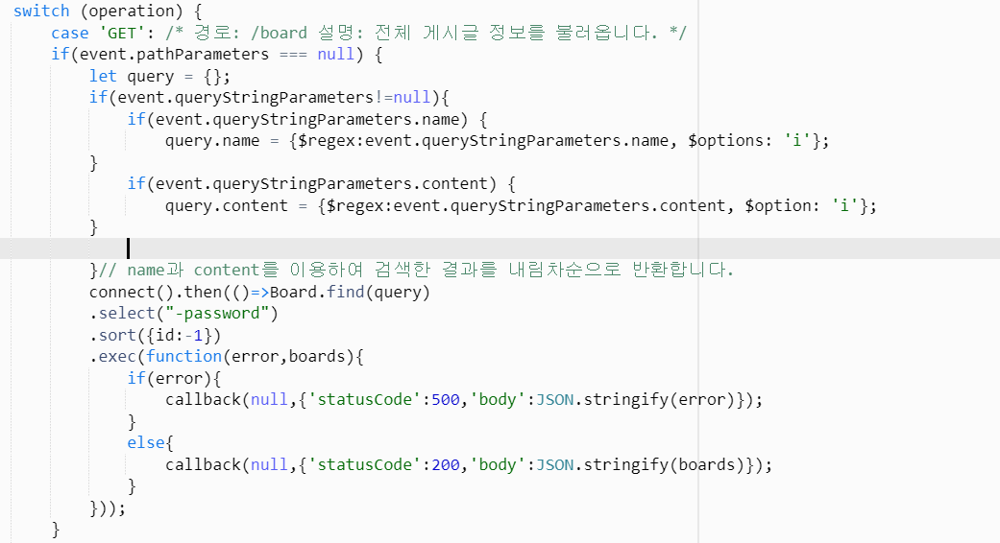 switch (operation) {
case 'GET': /* 경로: /board 설명: 전체 게시글 정보를 불러옵니다. */
if(event.pathParameters === null) {
let query = {};
if(event.queryStringParameters!=null){
if(event.queryStringParameters.name) {
query.name = {$regex:event.queryStringParameters.name, $options: 'i'};
}
if(event.queryStringParameters.content) {
query.content = {$regex:event.queryStringParameters.content, $option: 'i'};
}
}// name과 content를 이용하여 검색한 결과를 내림차순으로 반환합니다.
connect().then(()=>Board.find(query)
.select("-password")
.sort({id:-1})
.exec(function(error,boards){
if(error){
callback(null,{'statusCode':500,'body':JSON.stringify(error)});
}
else{
callback(null,{'statusCode':200,'body':JSON.stringify(boards)});
}
}));
}